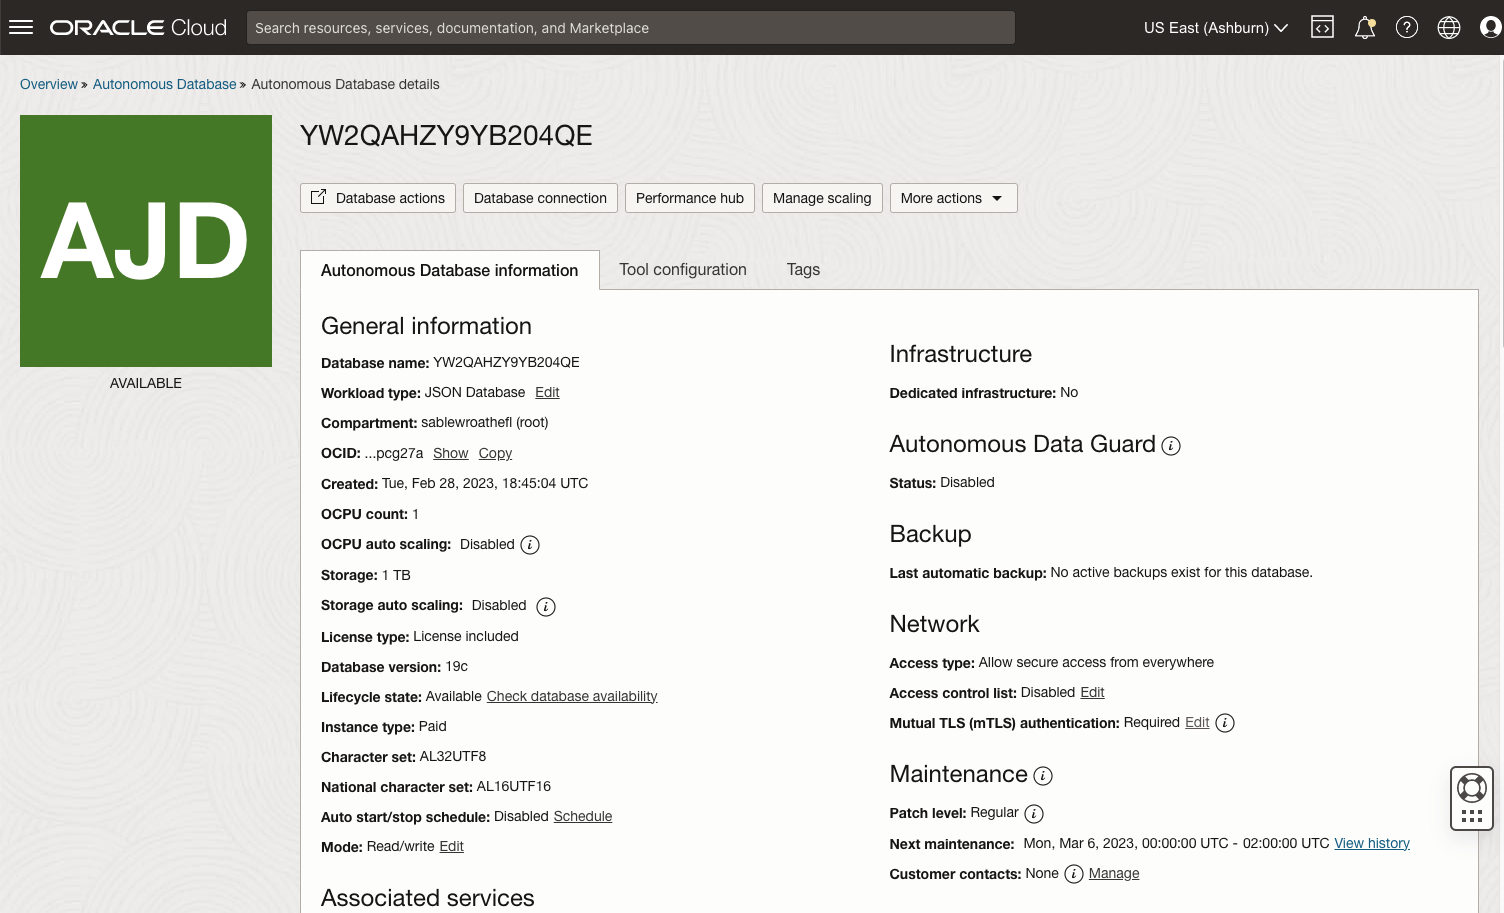 ORACLE Cloud
Search resources, services, documentation, and Marketplace
US East (Ashburn)
Overview » Autonomous Database » Autonomous Database details
AJD
AVAILABLE
YW2QAHZY9YB204QE
Database actions
Database connection
Performance hub
Manage scaling
More actions
Autonomous Database information
Tool configuration
Tags
General information
Database name: YW2QAHZY9YB204QE
Workload type: JSON Database Edit
Compartment: sablewroathefl (root)
OCID: ...pcg27a Show Copy
Created: Tue, Feb 28, 2023, 18:45:04 UTC
OCPU count: 1
OCPU auto scaling: Disabled i
Storage: 1 TB
Storage auto scaling: Disabled i
License type: License included
Database version: 19c
Lifecycle state: Available Check database availability
Instance type: Paid
Character set: AL32UTF8
National character set: AL16UTF16
Auto start/stop schedule: Disabled Schedule
Mode: Read/write Edit
Associated services
Infrastructure
Dedicated infrastructure: No
Autonomous Data Guard i
Status: Disabled
Backup
Last automatic backup: No active backups exist for this database.
Network
Access type: Allow secure access from everywhere
Access control list: Disabled Edit
Mutual TLS (mTLS) authentication: Required Edit i
Maintenance i
Patch level: Regular i
Next maintenance: Mon, Mar 6, 2023, 00:00:00 UTC - 02:00:00 UTC View history
Customer contacts: None i Manage